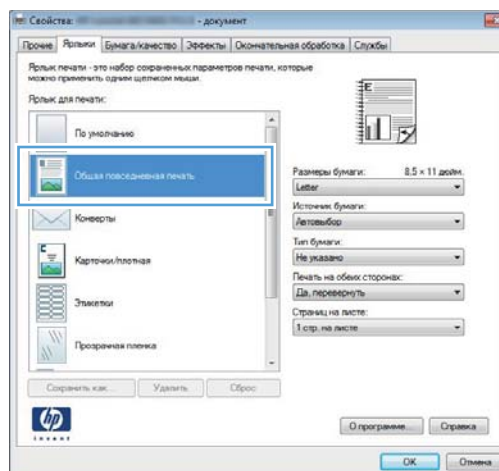 Свойства: - документ
Прочие Ярлыки Бумага/качество Эффекты Окончательная обработка Службы
Ярлык печати - это набор сохраненных параметров печати, которые
можно применить одним щелчком мыши.
Ярлык для печати:
По умолчанию
Общая повседневная печать
Конверты
Карточки/плотная
Этикетки
Прозрачная пленка
Сохранить как... Удалить Сброс
E
Размеры бумаги: 8,5 × 11 дюйм.
Letter
Источник бумаги:
Автовыбор
Тип бумаги:
Не указано
Печать на обеих сторонах:
Да, перевернуть
Страниц на листе:
1 стр. на листе
hp
invent
О программе... Справка
OK Отмена